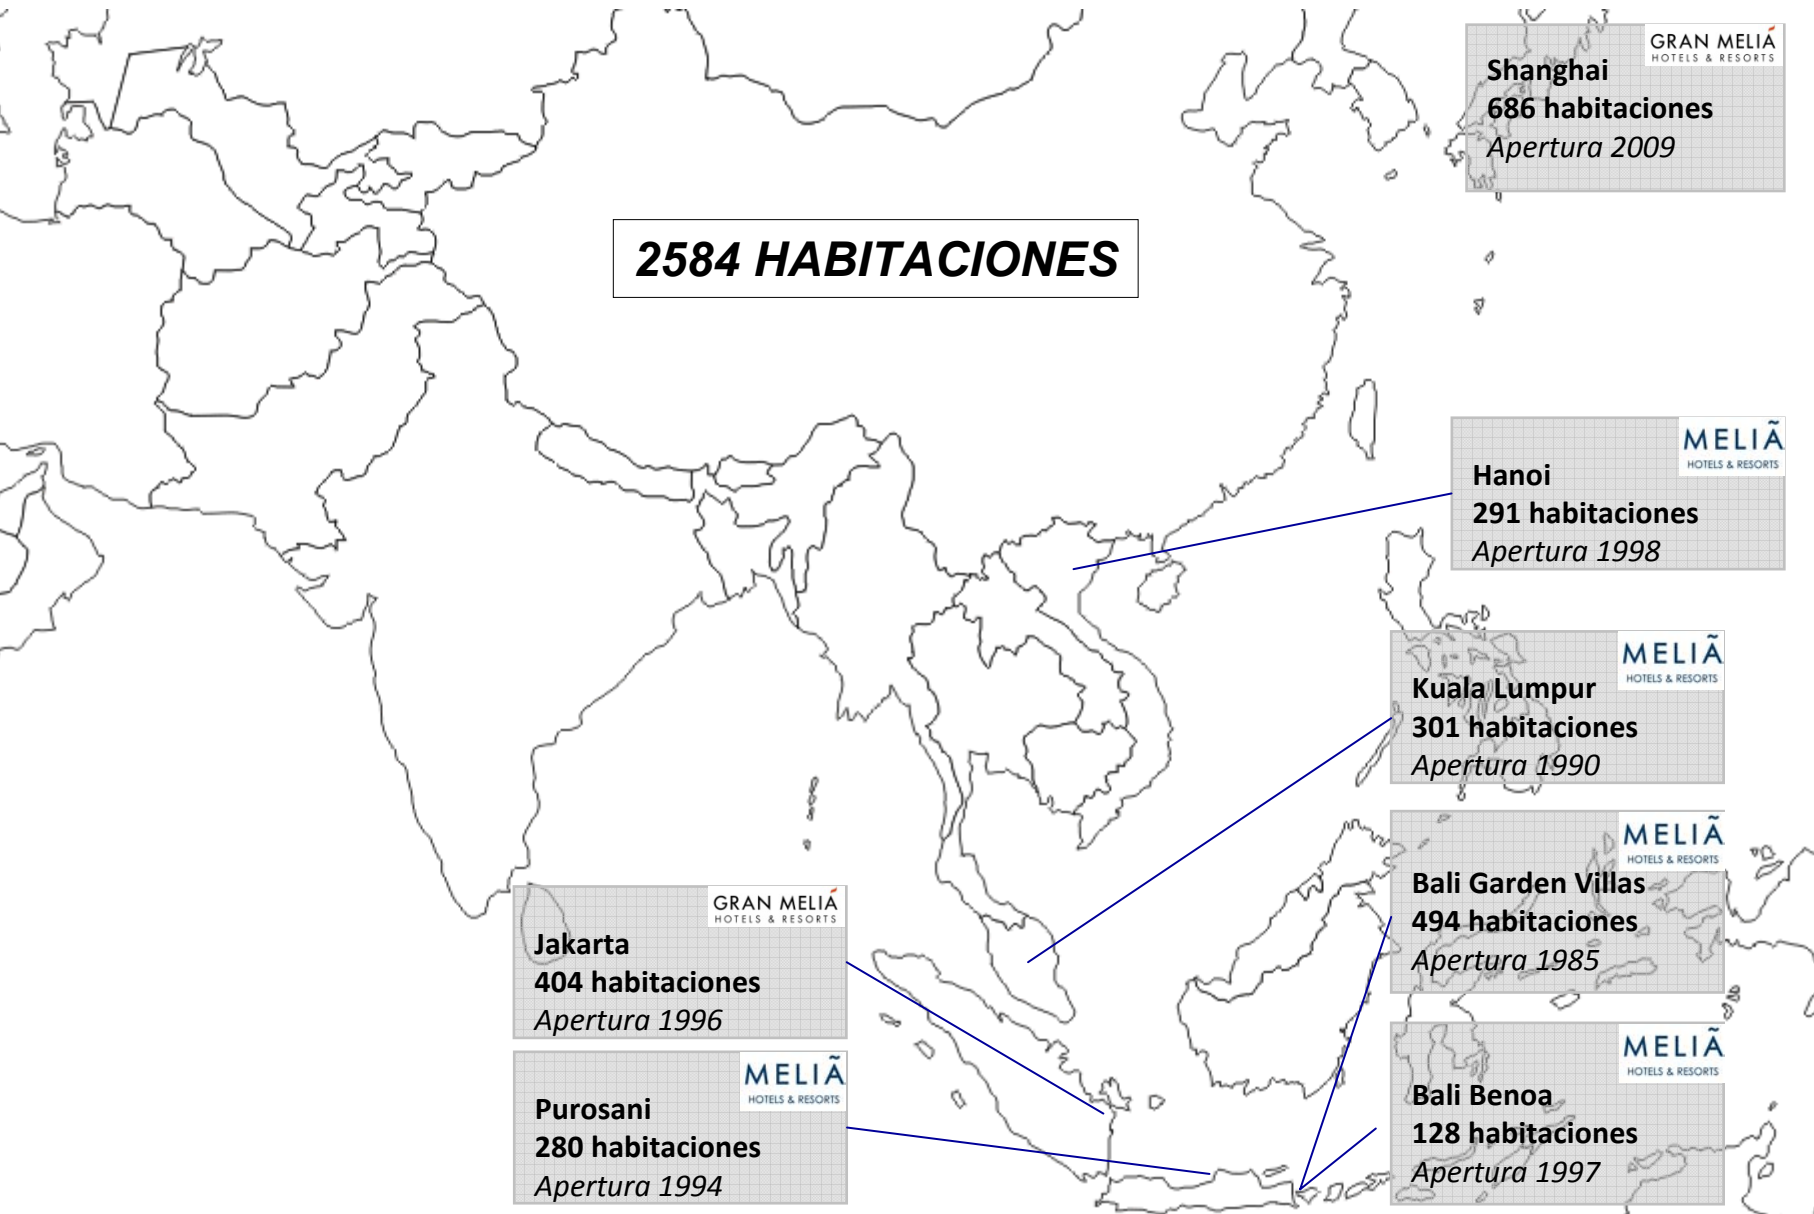 GRAN MELIÁ
HOTELS & RESORTS
Shanghai
686 habitaciones
Apertura 2009
2584 HABITACIONES
MELIÃ
HOTELS & RESORTS
Hanoi
291 habitaciones
Apertura 1998
MELIÃ
HOTELS & RESORTS
Kuala Lumpur
301 habitaciones
Apertura 1990
MELIÃ
HOTELS & RESORTS
Bali Garden Villas
494 habitaciones
Apertura 1985
GRAN MELIÁ
HOTELS & RESORTS
Jakarta
404 habitaciones
Apertura 1996
MELIÃ
HOTELS & RESORTS
Bali Benoa
128 habitaciones
Apertura 1997
MELIÃ
HOTELS & RESORTS
Purosani
280 habitaciones
Apertura 1994